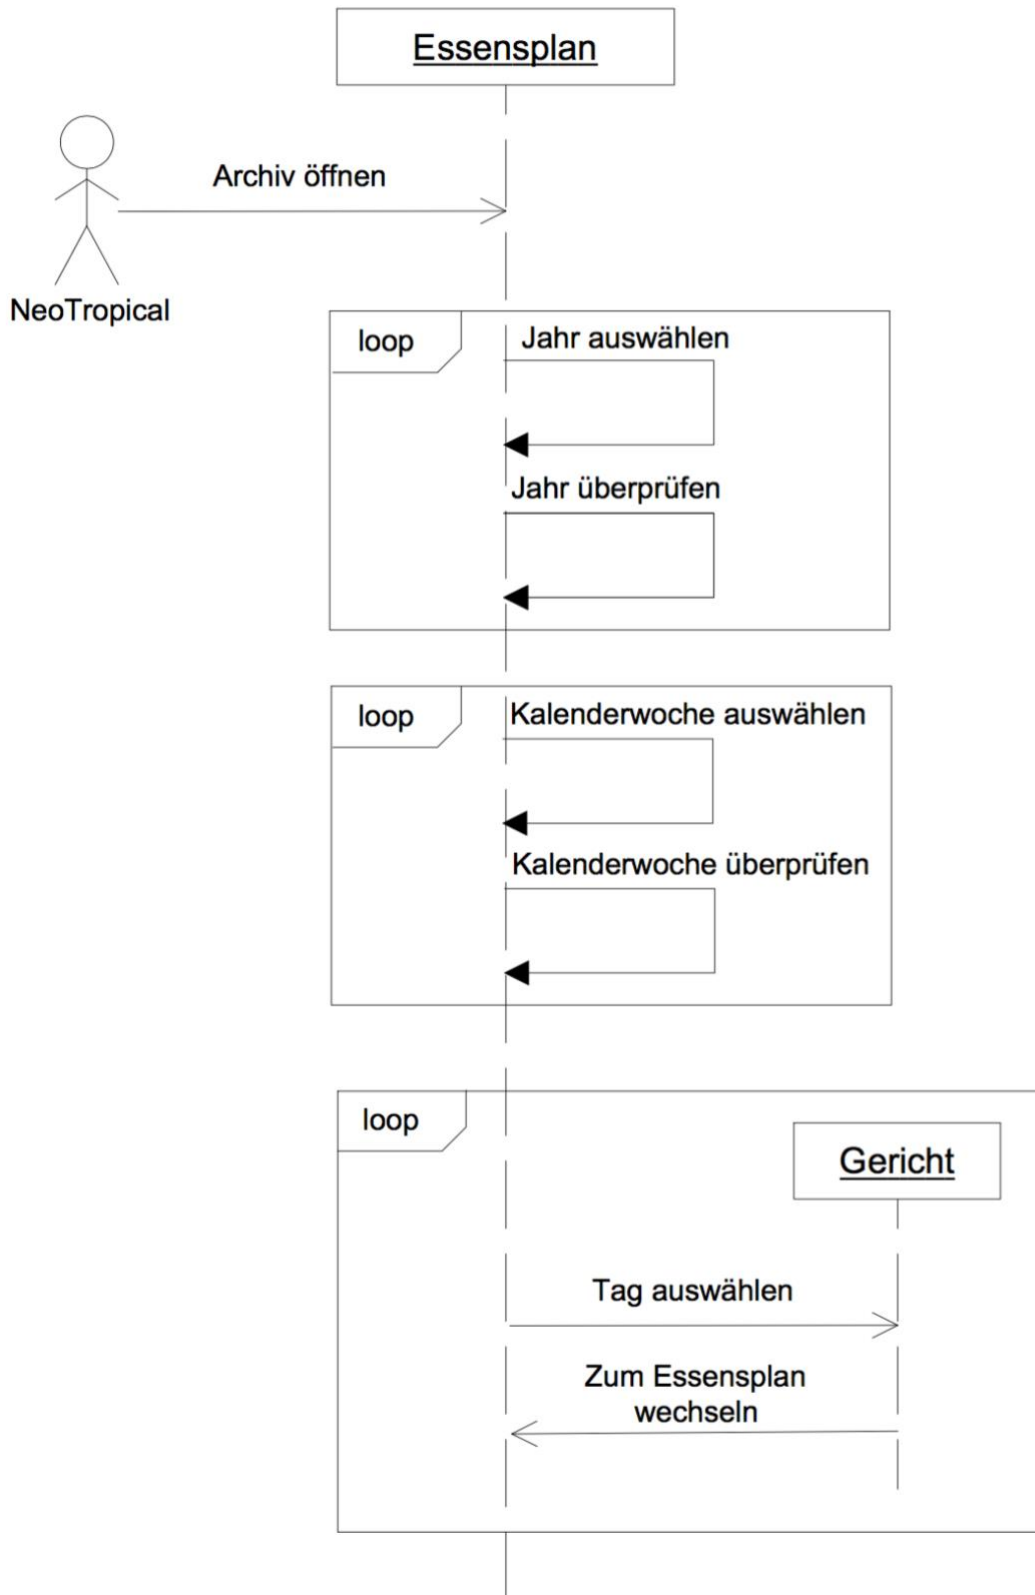 Essensplan
Archiv öffnen
NeoTropical
loop
Jahr auswählen
Jahr überprüfen
loop
Kalenderwoche auswählen
Kalenderwoche überprüfen
loop
Gericht
Tag auswählen
Zum Essensplan
wechseln